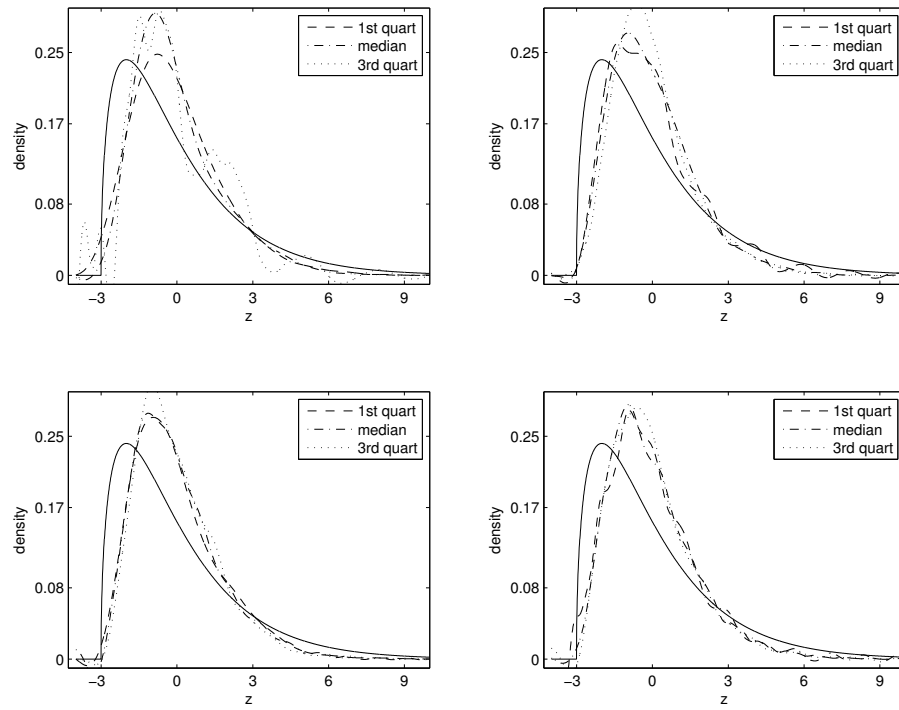 1st quart
median
3rd quart
0.25
0.17
0.08
0
density
−3 0 3 6 9
z
1st quart
median
3rd quart
0.25
0.17
0.08
0
density
−3 0 3 6 9
z
1st quart
median
3rd quart
0.25
0.17
0.08
0
density
−3 0 3 6 9
z
1st quart
median
3rd quart
0.25
0.17
0.08
0
density
−3 0 3 6 9
z